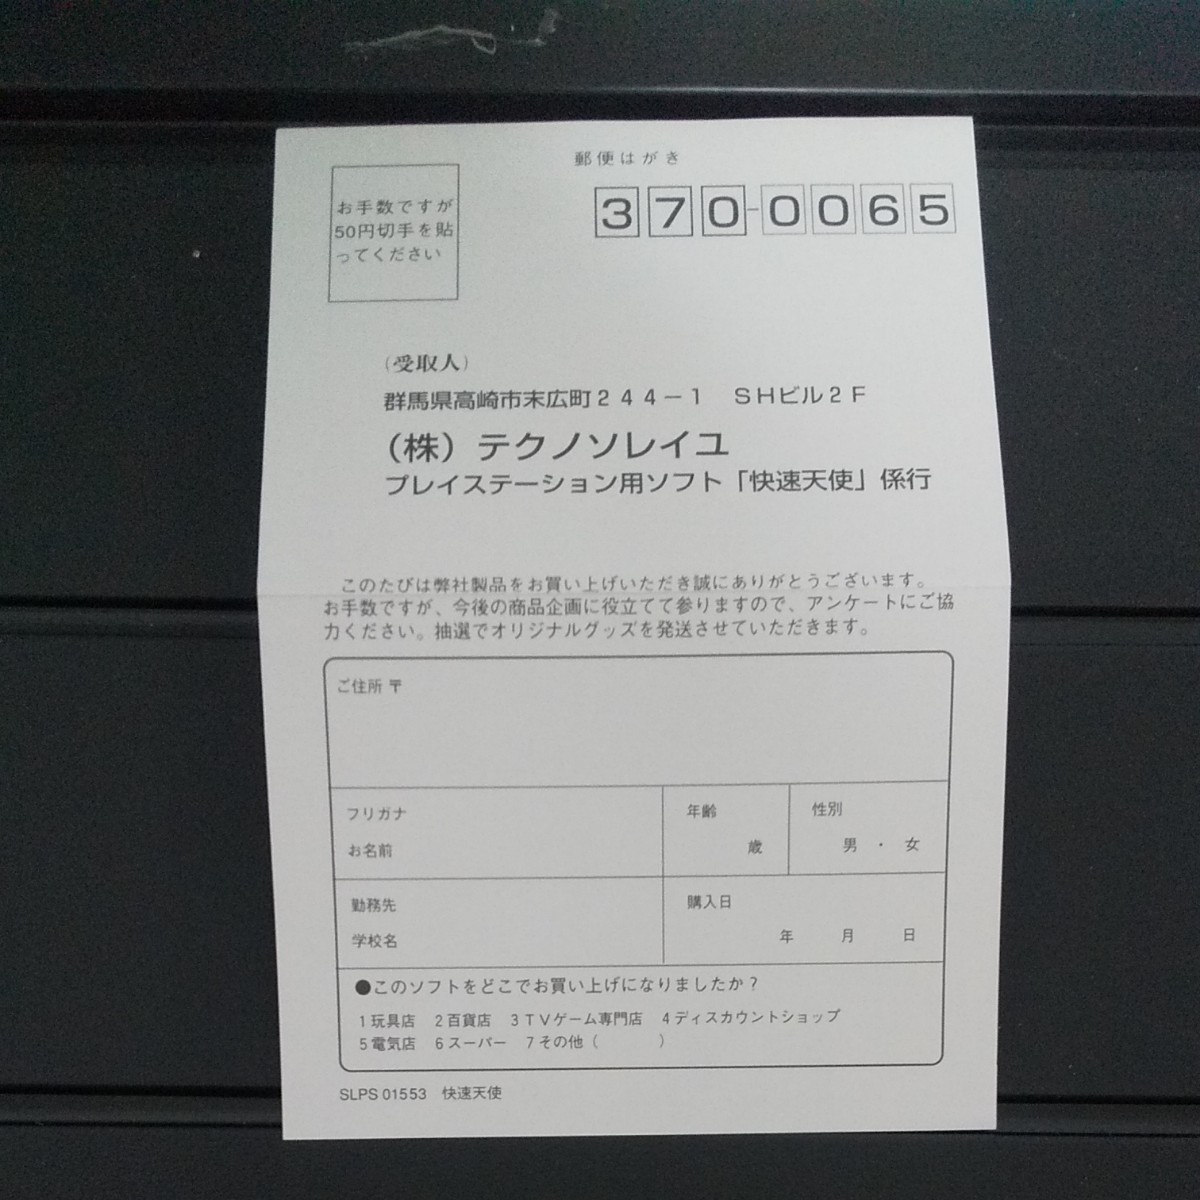 郵便はがき
お手数ですが
50円切手を貼
ってください
370-0065
（受取人）
群馬県高崎市末広町２４４－１　ＳＨビル２Ｆ
（株）テクノソレイユ
プレイステーション用ソフト「快速天使」係行
このたびは弊社製品をお買い上げいただき誠にありがとうございます。
お手数ですが、今後の商品企画に役立てて参りますので、アンケートにご協
力ください。抽選でオリジナルグッズを発送させていただきます。
ご住所 〒
フリガナ
お名前
年齢
歳
性別
男 ・ 女
勤務先
学校名
購入日
年 月 日
●このソフトをどこでお買い上げになりましたか？
1 玩具店 2 百貨店 3 ＴＶゲーム専門店 4 ディスカウントショップ
5 電気店 6 スーパー 7 その他（ ）
SLPS 01553 快速天使